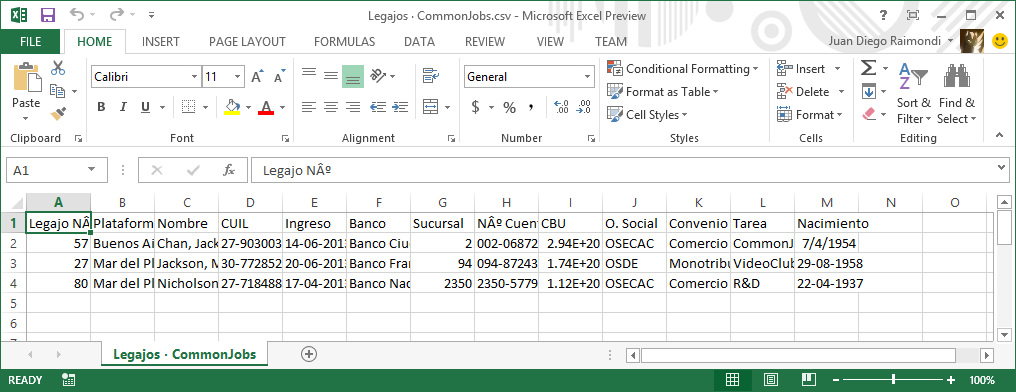 Legajos · CommonJobs.csv - Microsoft Excel Preview
FILE HOME INSERT PAGE LAYOUT FORMULAS DATA REVIEW VIEW TEAM Juan Diego Raimondi
Paste
Calibri 11
B I U
General
$ % ,
Conditional Formatting
Format as Table
Cell Styles
Insert
Delete
Format
Sort & Filter
Find & Select
Clipboard Font Alignment Number Styles Cells Editing
A1 fx Legajo NÂº
A B C D E F G H I J K L M N O
1 Legajo NÂ Plataform Nombre CUIL Ingreso Banco Sucursal NÂº Cuen CBU O. Social Convenio Tarea Nacimiento
2 57 Buenos Ai Chan, Jack 27-903003 14-06-201 Banco Ciu 2 002-06872 2.94E+20 OSECAC Comercio CommonJ 7/4/1954
3 27 Mar del Pl Jackson, M 30-772852 20-06-201 Banco Fran 94 094-87243 1.74E+20 OSDE Monotribu VideoClub 29-08-1958
4 80 Mar del Pl Nicholson 27-718488 17-04-201 Banco Nac 2350 2350-5779 1.12E+20 OSECAC Comercio R&D 22-04-1937
5
6
7
Legajos · CommonJobs
READY 100%